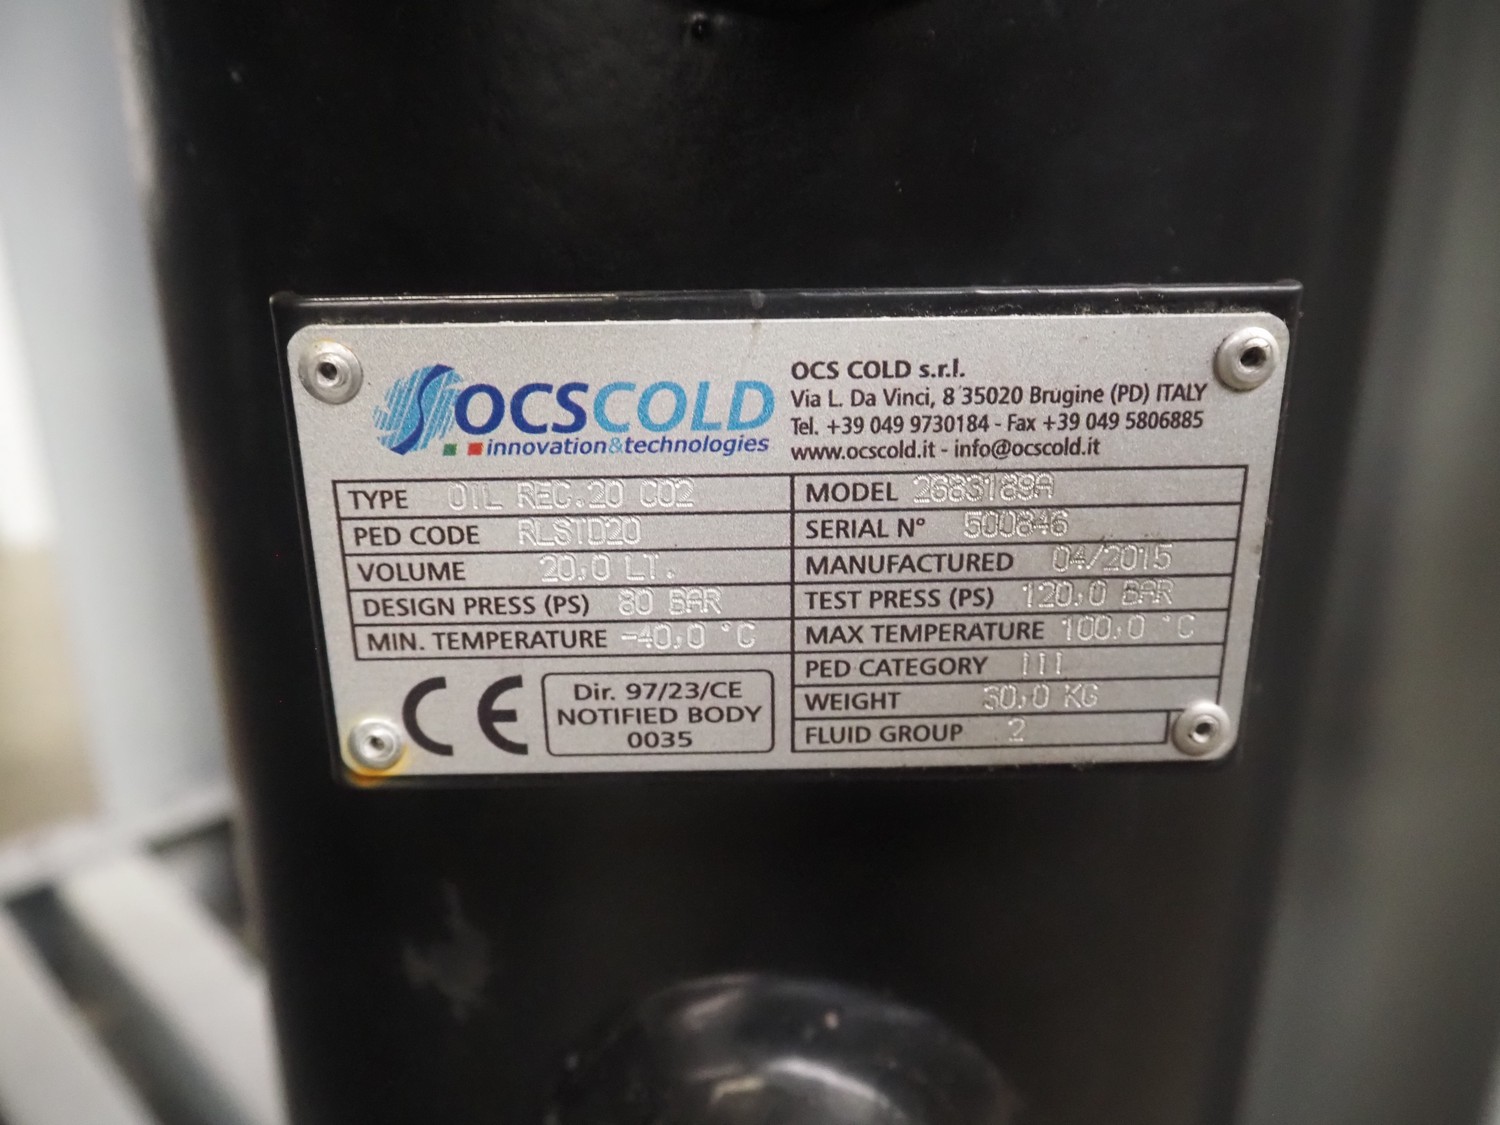 OCSCOLD
innovation&technologies
OCS COLD s.r.l.
Via L. Da Vinci, 8 35020 Brugine (PD) ITALY
Tel. +39 049 9730184 - Fax +39 049 5806885
www.ocscold.it - info@ocscold.it
TYPE OIL REC.20 CO2
PED CODE RLSTD20
VOLUME 20,0 LT.
DESIGN PRESS (PS) 80 BAR
MIN. TEMPERATURE -40,0 °C
MODEL 2683189A
SERIAL N° 500846
MANUFACTURED 04/2015
TEST PRESS (PS) 120,0 BAR
MAX TEMPERATURE 100,0 °C
PED CATEGORY III
WEIGHT 30,0 KG
FLUID GROUP 2
CE
Dir. 97/23/CE
NOTIFIED BODY
0035